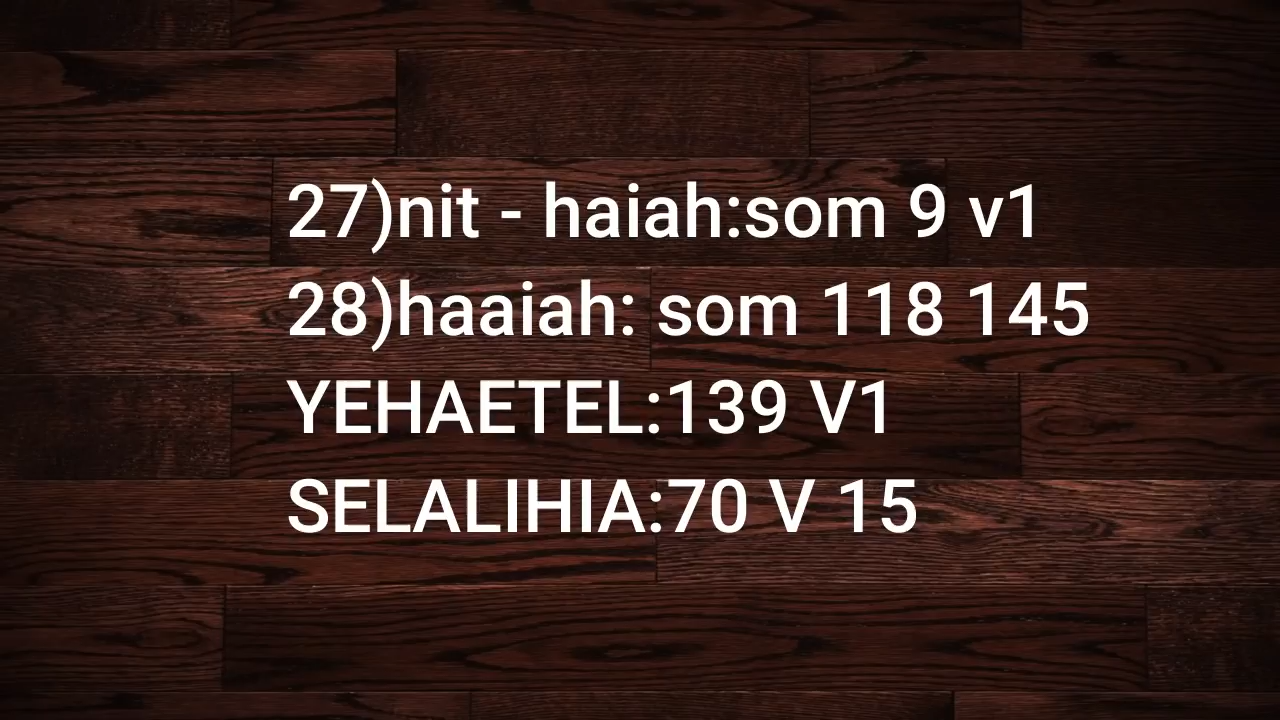 27)nit - haiah:som 9 v1
28)haaiah: som 118 145
YEHAETEL:139 V1
SELALIHIA:70 V 15